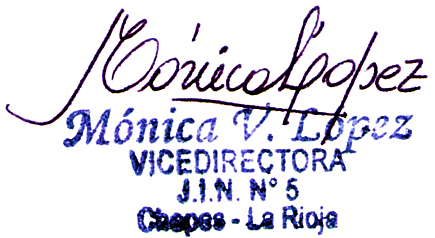 Mónica López
Mónica V. López
VICEDIRECTORA
J.I.N. N° 5
Chepes - La Rioja